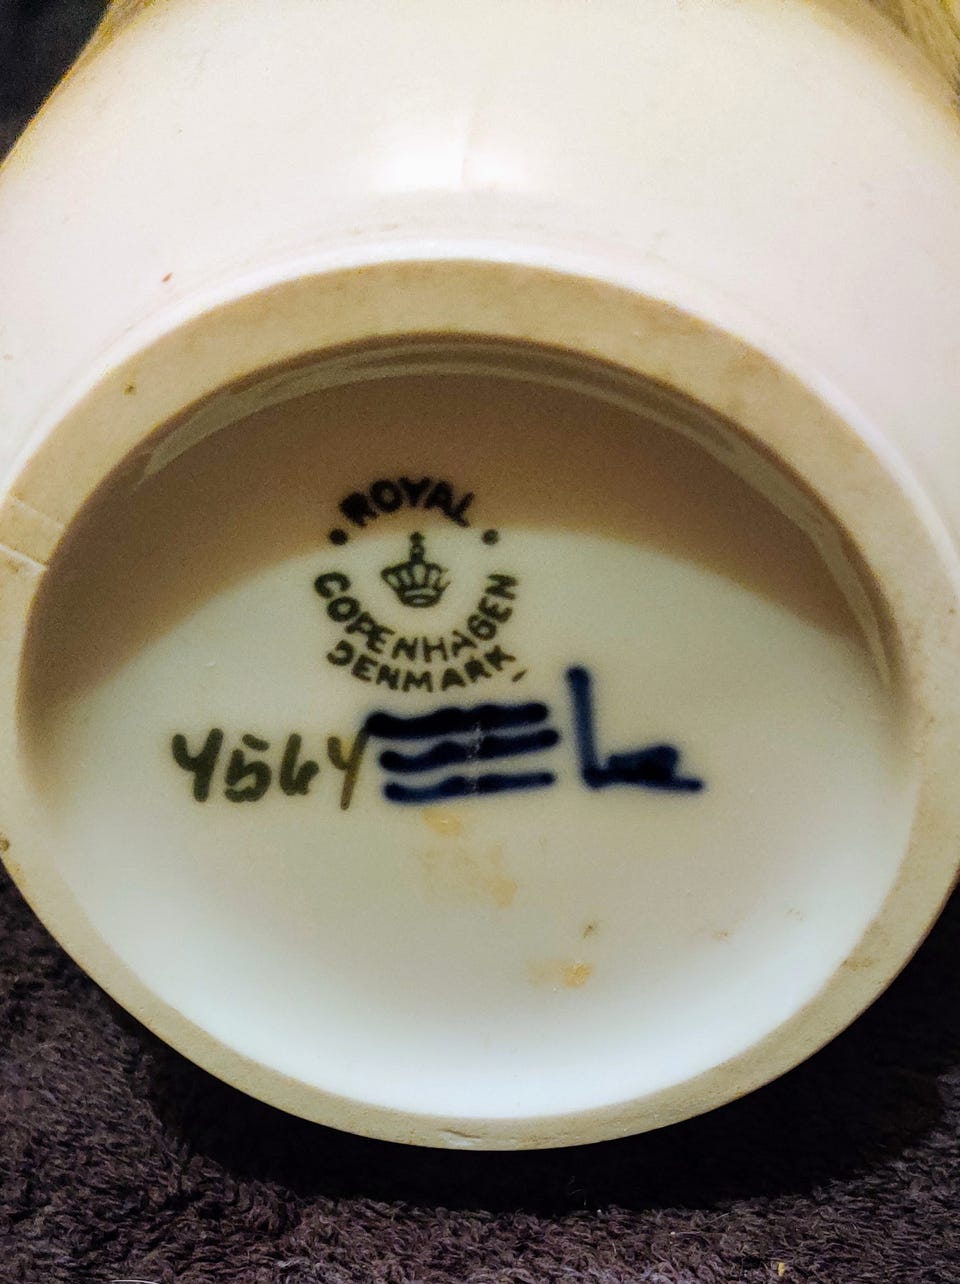 ROYAL
COPENHAGEN
DENMARK
4564